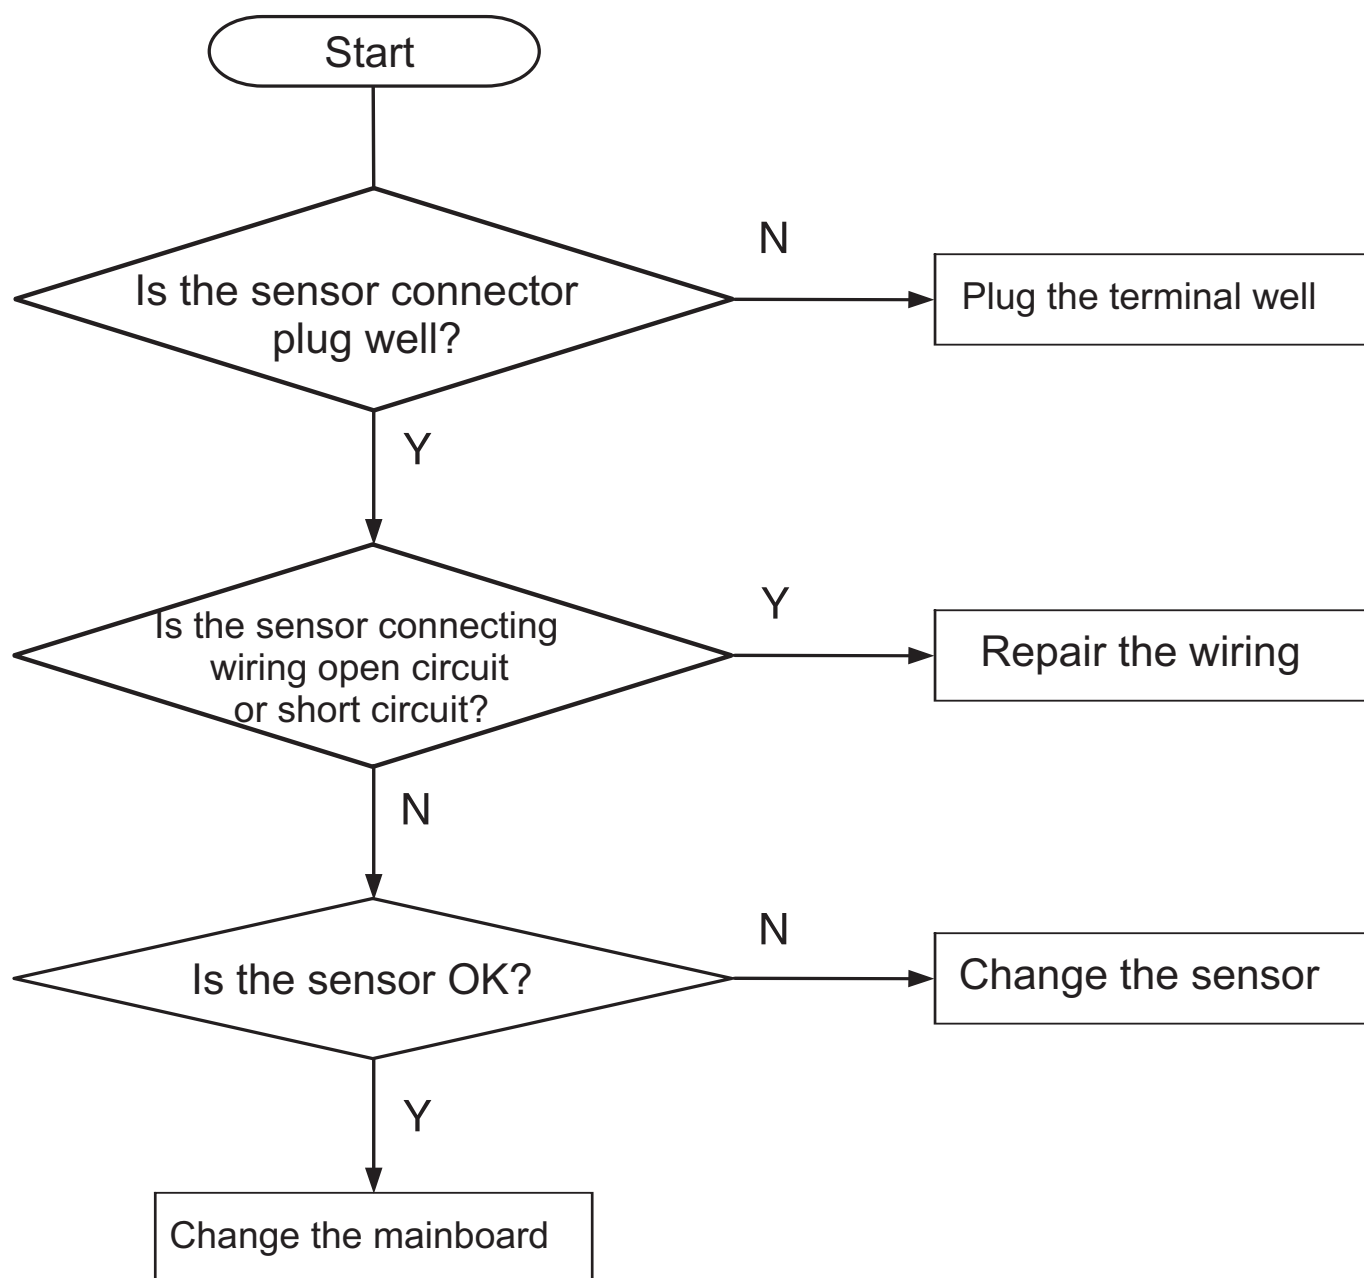 Start
N
Is the sensor connector
plug well?
Plug the terminal well
Y
Y
Is the sensor connecting
wiring open circuit
or short circuit?
Repair the wiring
N
N
Is the sensor OK?
Change the sensor
Y
Change the mainboard